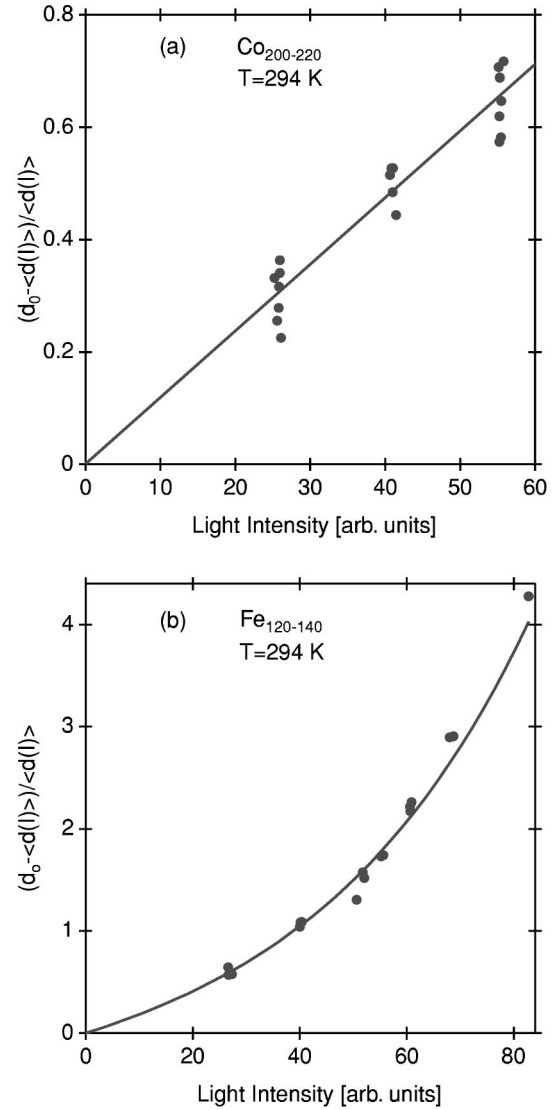 0.8
(a)
Co200-220
T=294 K
0.6
0.4
0.2
0
(d0-<d(I)>)/<d(I)>
0 10 20 30 40 50 60
Light Intensity [arb. units]
4
(b)
Fe120-140
T=294 K
3
2
1
0
(do-<d(I)>)/<d(I)>
0 20 40 60 80
Light Intensity [arb. units]